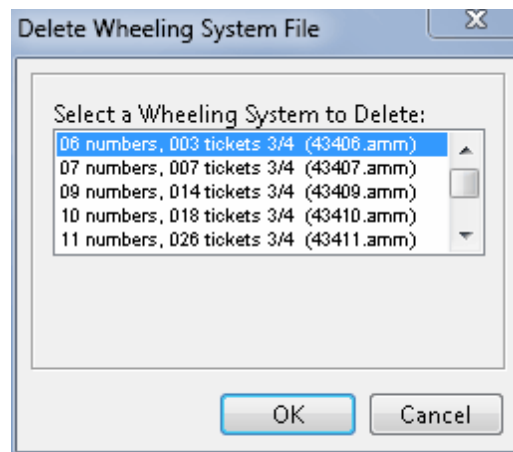 Delete Wheeling System File
Select a Wheeling System to Delete:
06 numbers, 003 tickets 3/4 (43406.amm)
07 numbers, 007 tickets 3/4 (43407.amm)
09 numbers, 014 tickets 3/4 (43409.amm)
10 numbers, 018 tickets 3/4 (43410.amm)
11 numbers, 026 tickets 3/4 (43411.amm)
OK Cancel